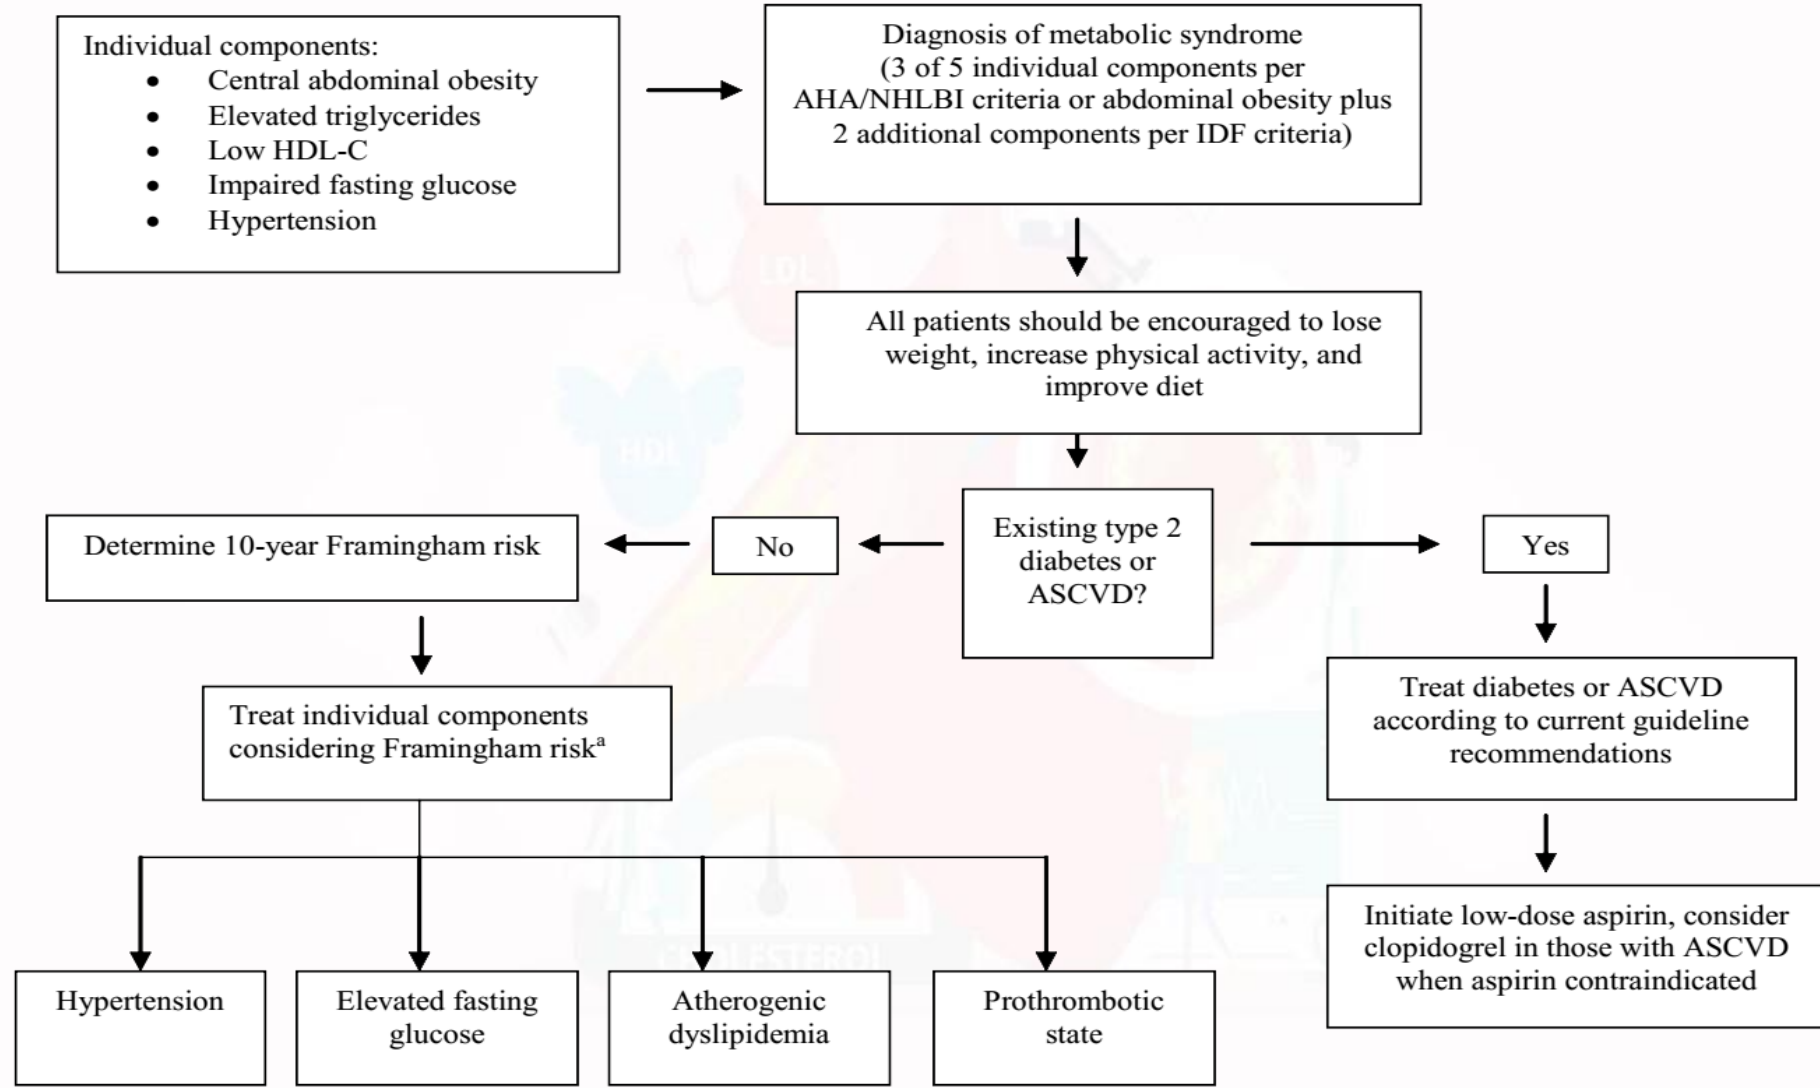 Individual components:
• Central abdominal obesity
• Elevated triglycerides
• Low HDL-C
• Impaired fasting glucose
• Hypertension
Diagnosis of metabolic syndrome
(3 of 5 individual components per
AHA/NHLBI criteria or abdominal obesity plus
2 additional components per IDF criteria)
LDL
All patients should be encouraged to lose
weight, increase physical activity, and
improve diet
HDL
Determine 10-year Framingham risk
No
Existing type 2
diabetes or
ASCVD?
Yes
Treat individual components
considering Framingham riskᵃ
Treat diabetes or ASCVD
according to current guideline
recommendations
Initiate low-dose aspirin, consider
clopidogrel in those with ASCVD
when aspirin contraindicated
CHOLESTEROL
Hypertension
Elevated fasting
glucose
Atherogenic
dyslipidemia
Prothrombotic
state